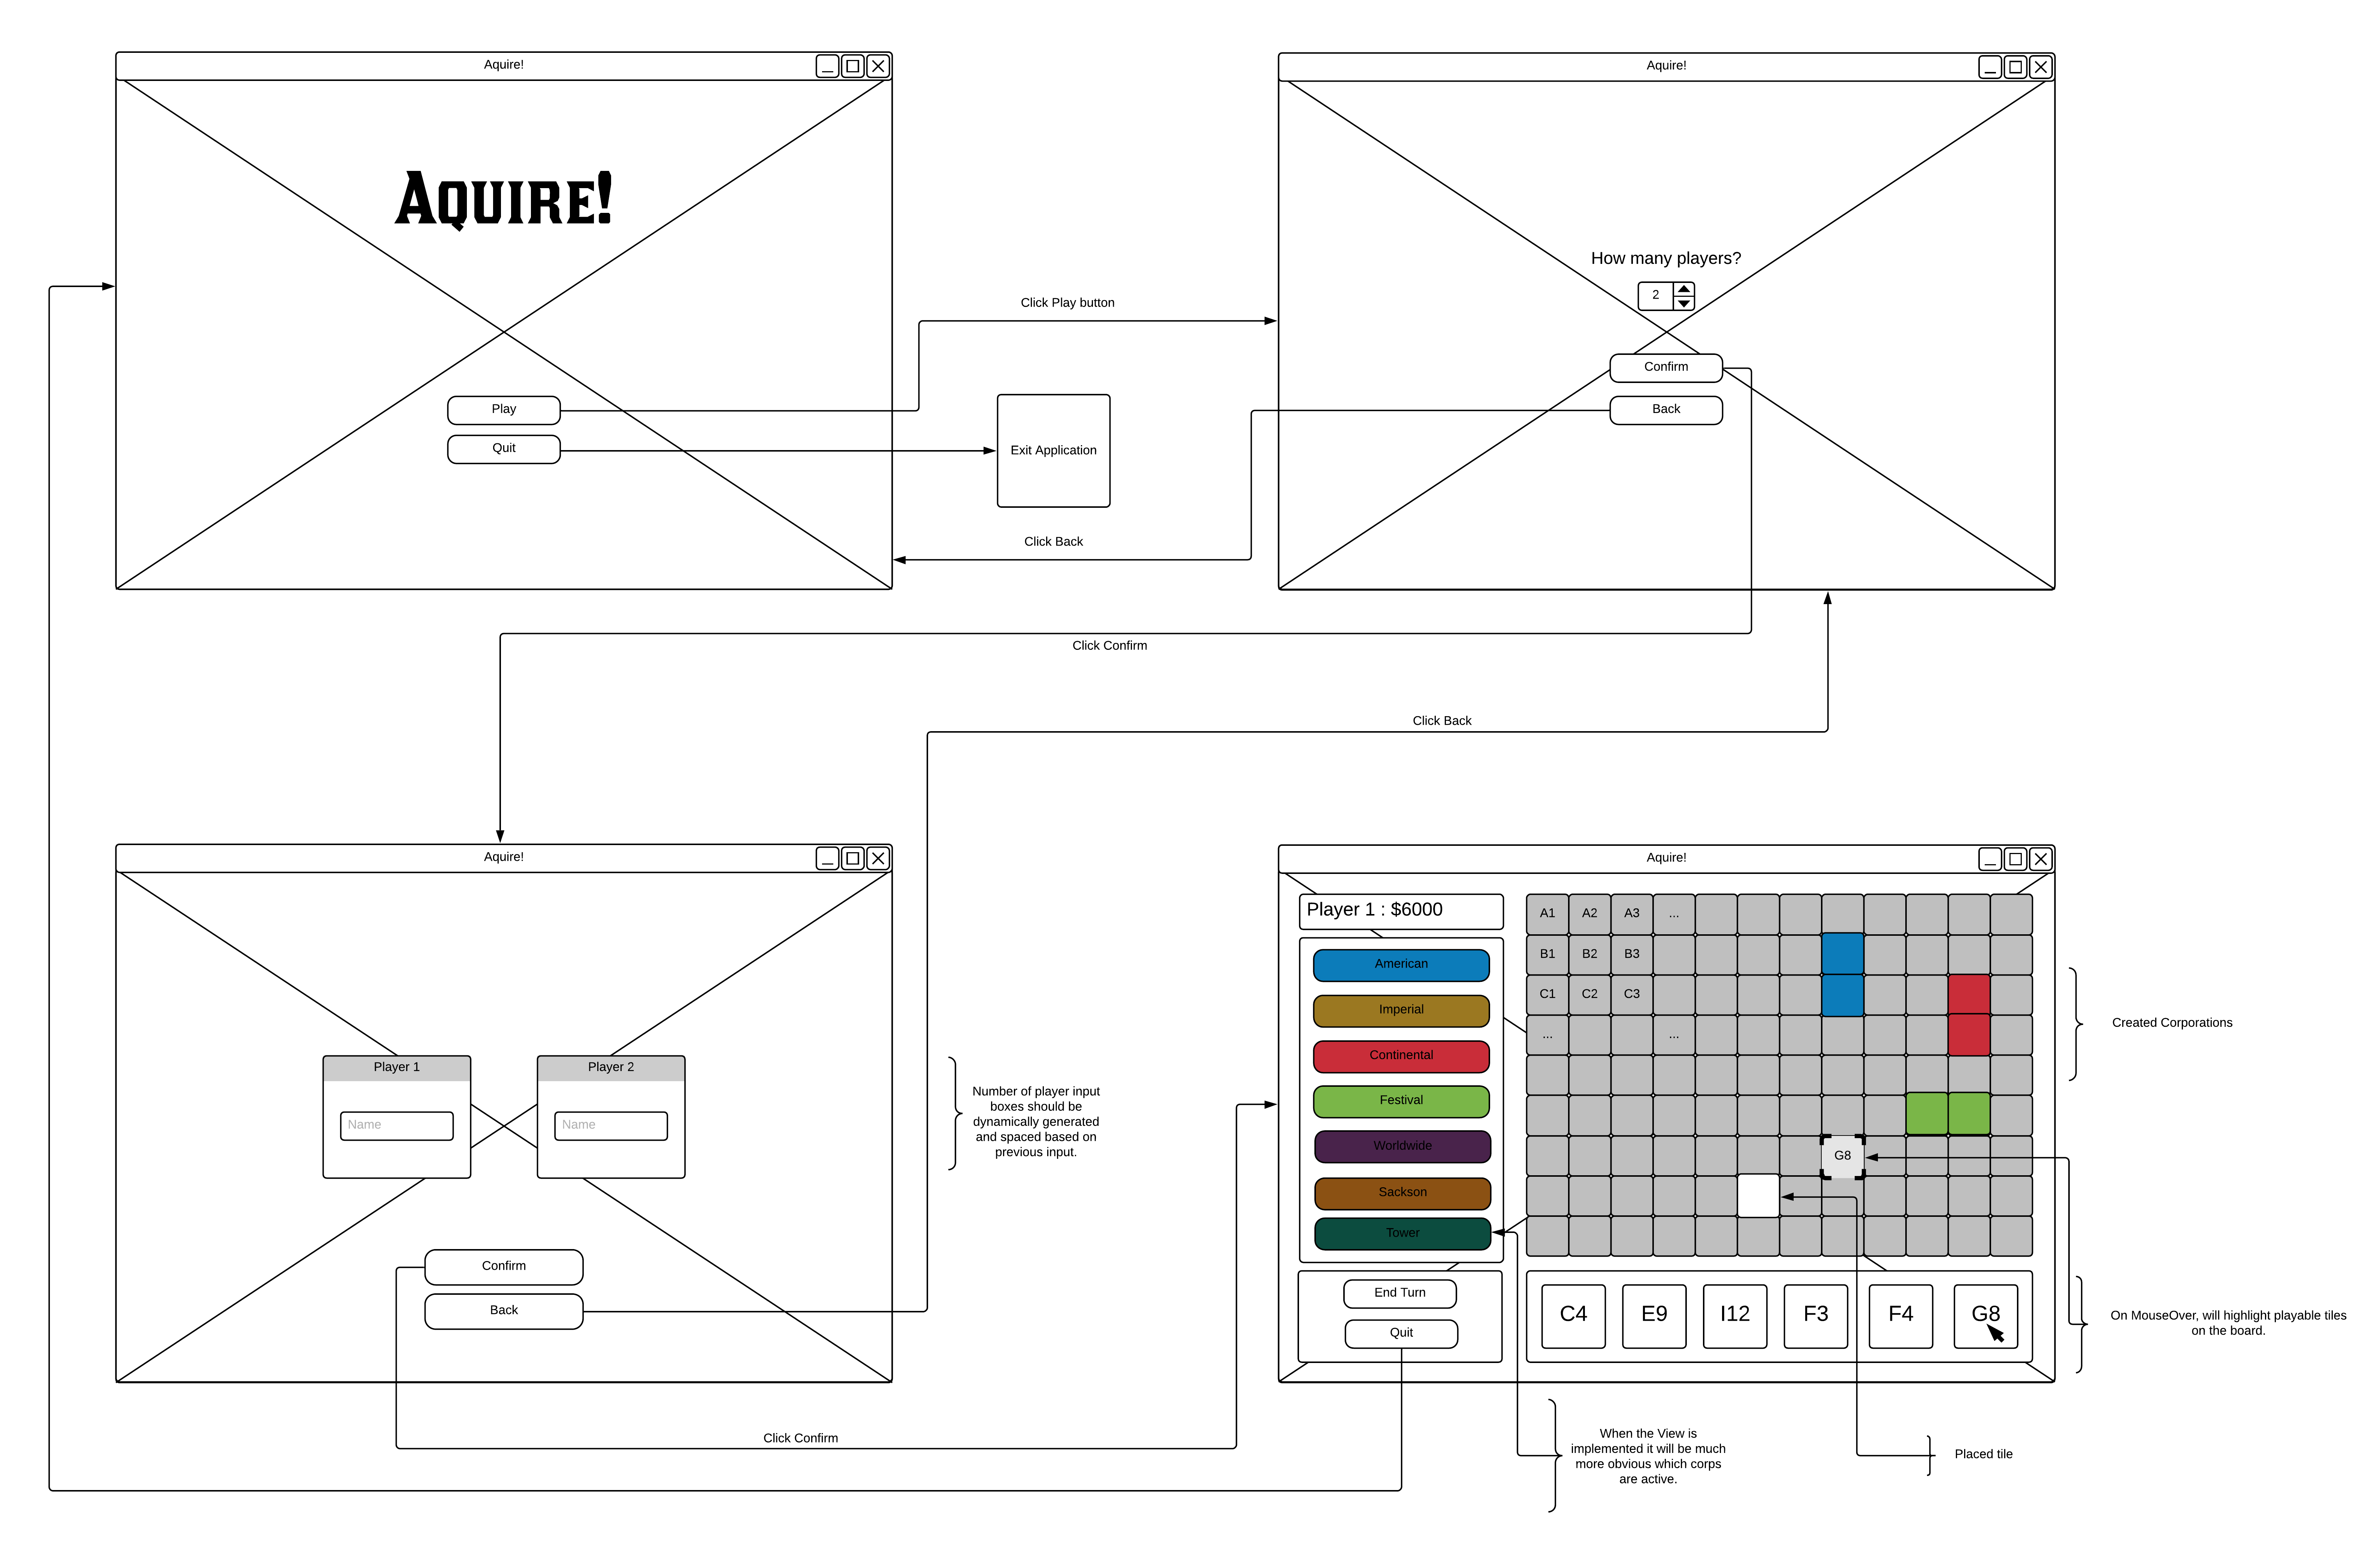 Aquire!
AQUIRE!
Play
Quit
Click Play button
Exit Application
Click Back
Aquire!
How many players?
2
Confirm
Back
Click Confirm
Click Back
Aquire!
Player 1
Name
Player 2
Name
Confirm
Back
Number of player input
boxes should be
dynamically generated
and spaced based on
previous input.
Click Confirm
Aquire!
Player 1 : $6000
American
Imperial
Continental
Festival
Worldwide
Sackson
Tower
End Turn
Quit
A1 A2 A3 ...
B1 B2 B3
C1 C2 C3
... ...
G8
C4 E9 I12 F3 F4 G8
Created Corporations
On MouseOver, will highlight playable tiles
on the board.
When the View is
implemented it will be much
more obvious which corps
are active.
Placed tile